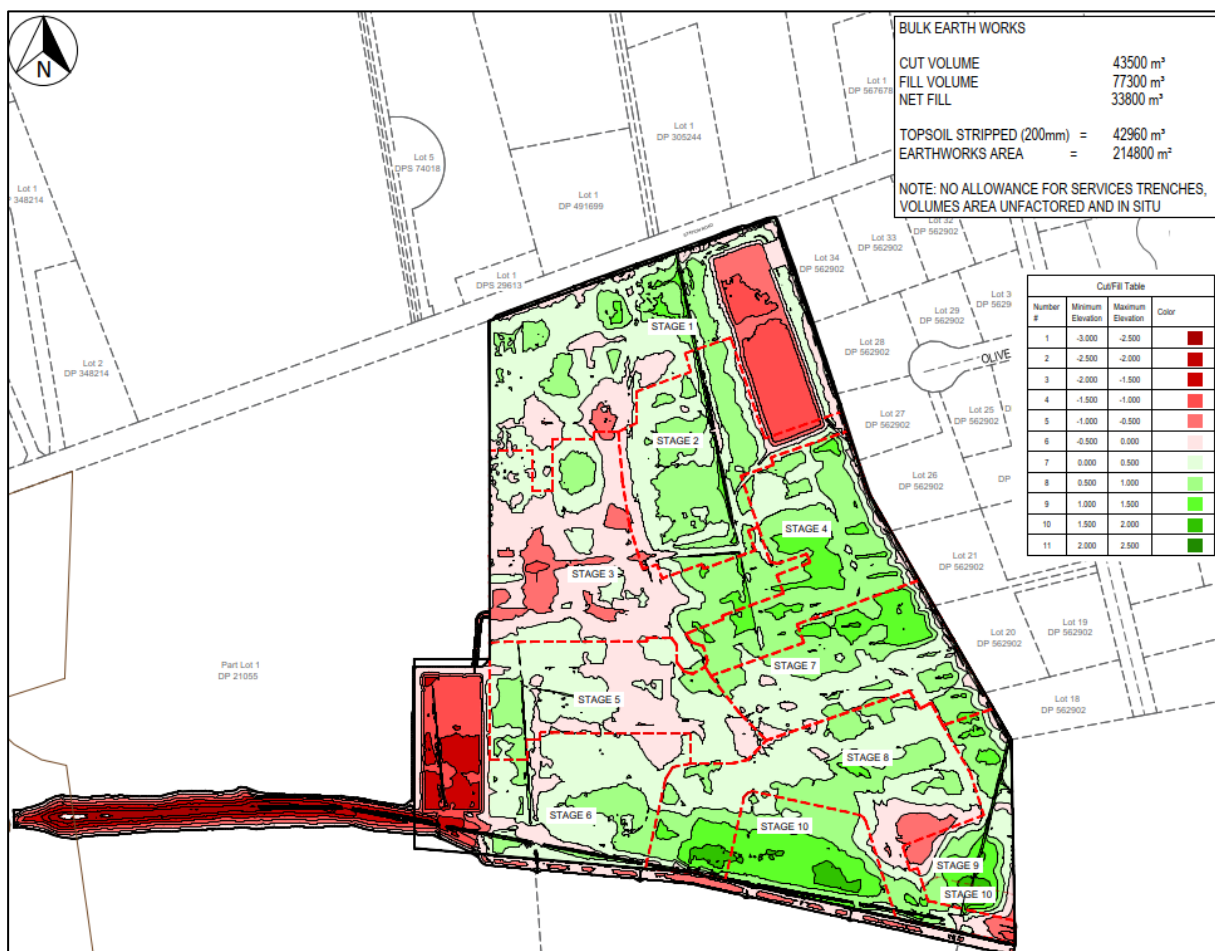 N
BULK EARTH WORKS
CUT VOLUME 43500 m³
FILL VOLUME 77300 m³
NET FILL 33800 m³
TOPSOIL STRIPPED (200mm) = 42960 m³
EARTHWORKS AREA = 214800 m²
NOTE: NO ALLOWANCE FOR SERVICES TRENCHES,
VOLUMES AREA UNFACTORED AND IN SITU
Lot 1
DP 567678
Lot 1
DP 305244
Lot 5
DPS 74018
Lot 1
348214
Lot 1
DP 491699
Lot 1
DPS 29613
Lot 2
DP 348214
Lot 32
DP 562902
Lot 33
DP 562902
Lot 34
DP 562902
Lot 3
DP 5629
Lot 29
DP 562902
Lot 28
DP 562902
OLIVE
Lot 27
DP 562902
Lot 25
DP 562902
D
Lot 26
DP 562902
DP
Lot 21
DP 562902
Lot 20
DP 562902
Lot 19
DP 562902
Lot 18
DP 562902
Part Lot 1
DP 21055
Cut/Fill Table
Number # Minimum Elevation Maximum Elevation Color
1 -3.000 -2.500
2 -2.500 -2.000
3 -2.000 -1.500
4 -1.500 -1.000
5 -1.000 -0.500
6 -0.500 0.000
7 0.000 0.500
8 0.500 1.000
9 1.000 1.500
10 1.500 2.000
11 2.000 2.500
STAGE 1
STAGE 2
STAGE 4
STAGE 3
STAGE 7
STAGE 5
STAGE 8
STAGE 6
STAGE 10
STAGE 9
STAGE 10